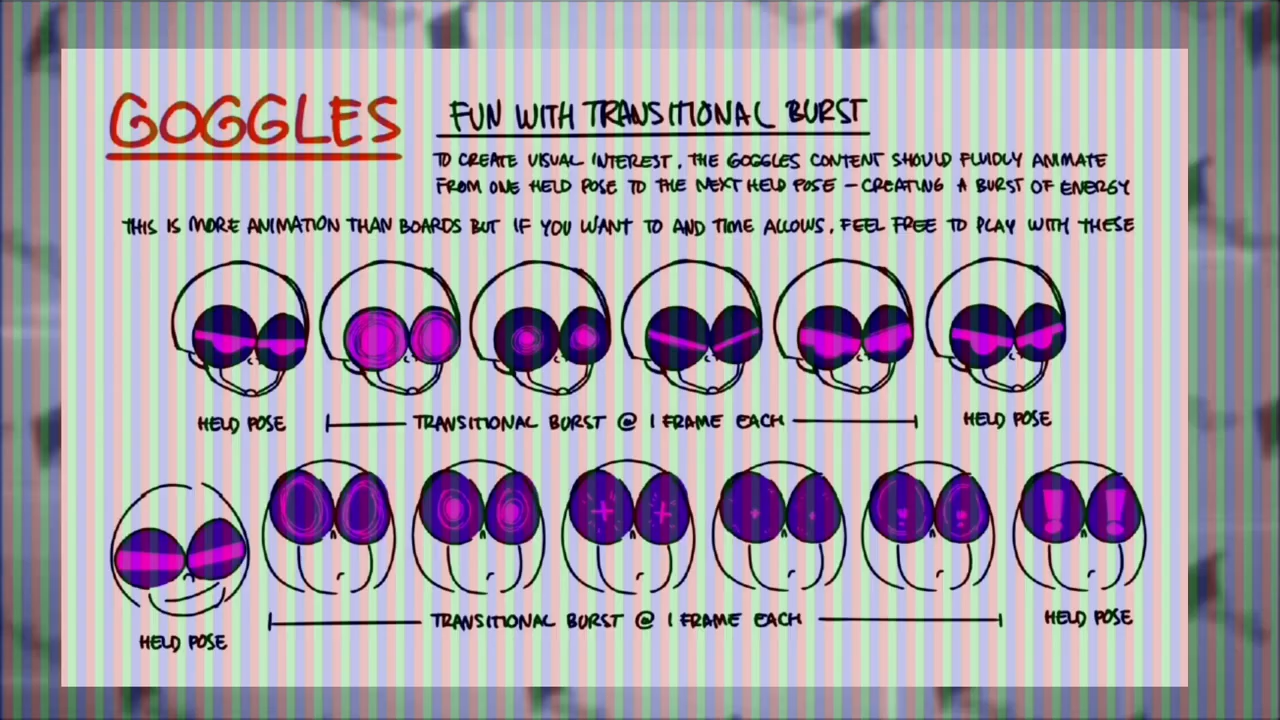 GOGGLES
FUN WITH TRANSITIONAL BURST
TO CREATE VISUAL INTEREST, THE GOGGLES CONTENT SHOULD FLUIDLY ANIMATE
FROM ONE HELD POSE TO THE NEXT HELD POSE - CREATING A BURST OF ENERGY
THIS IS MORE ANIMATION THAN BOARDS BUT IF YOU WANT TO AND TIME ALLOWS, FEEL FREE TO PLAY WITH THESE
HELD POSE
TRANSITIONAL BURST @ 1 FRAME EACH
HELD POSE
HELD POSE
TRANSITIONAL BURST @ 1 FRAME EACH
HELD POSE